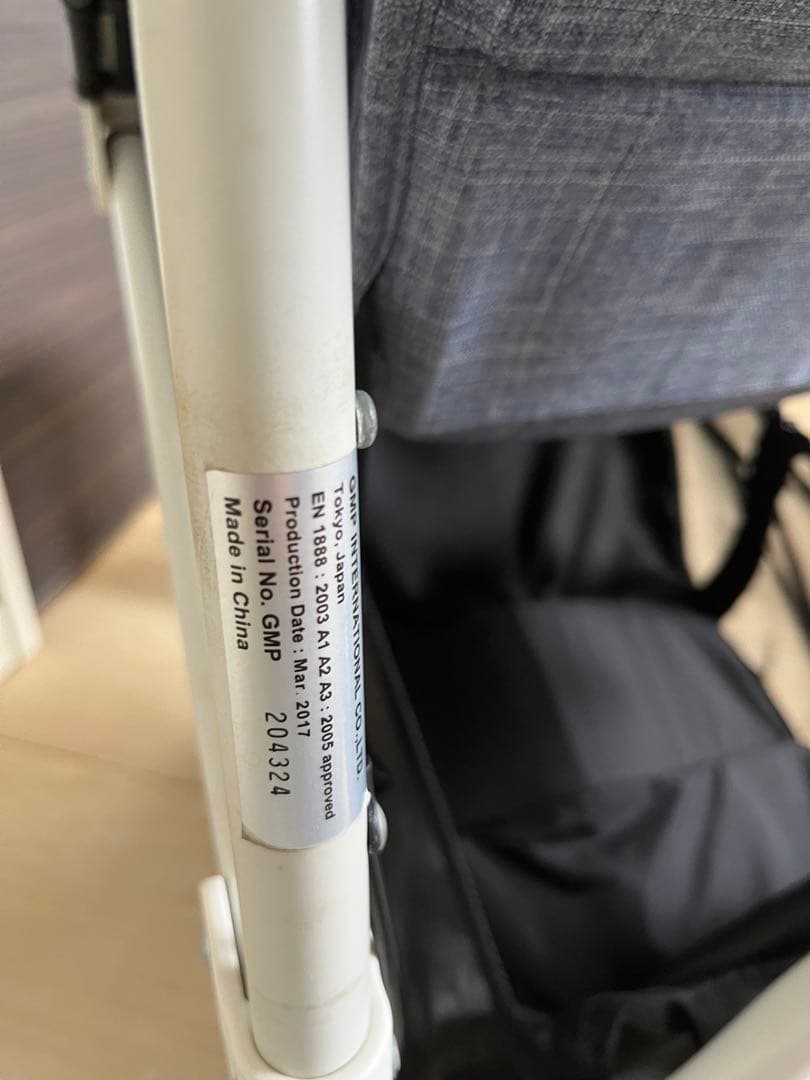 GMP INTERNATIONAL CO.,LTD.
Tokyo, Japan
EN 1888 : 2003 A1 A2 A3 : 2005 approved
Production Date : Mar. 2017
Serial No. GMP 204324
Made in China